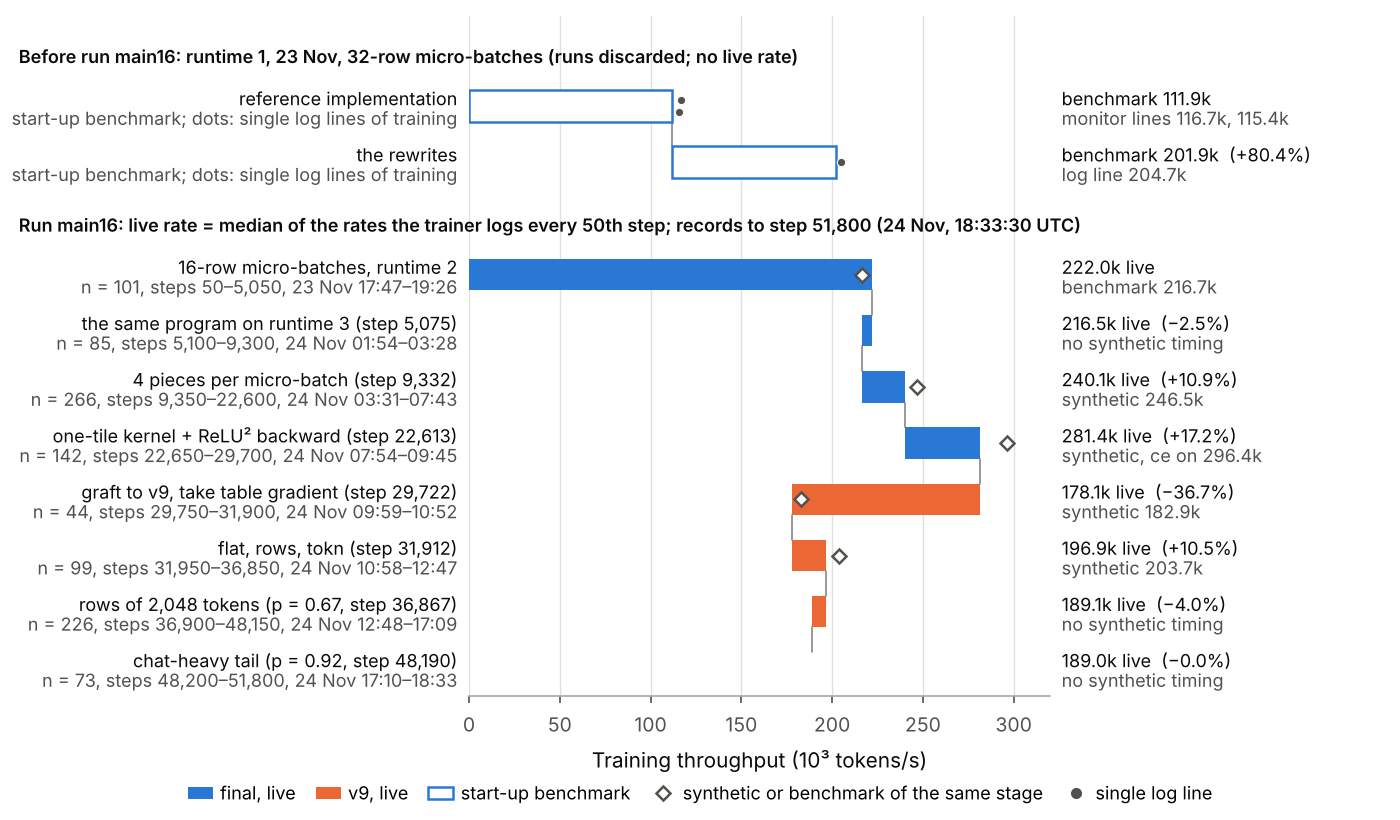 Before run main16: runtime 1, 23 Nov, 32-row micro-batches (runs discarded; no live rate)
reference implementation
start-up benchmark; dots: single log lines of training
benchmark 111.9k
monitor lines 116.7k, 115.4k
the rewrites
start-up benchmark; dots: single log lines of training
benchmark 201.9k (+80.4%)
log line 204.7k
Run main16: live rate = median of the rates the trainer logs every 50th step; records to step 51,800 (24 Nov, 18:33:30 UTC)
16-row micro-batches, runtime 2
n = 101, steps 50–5,050, 23 Nov 17:47–19:26
222.0k live
benchmark 216.7k
the same program on runtime 3 (step 5,075)
n = 85, steps 5,100–9,300, 24 Nov 01:54–03:28
216.5k live (−2.5%)
no synthetic timing
4 pieces per micro-batch (step 9,332)
n = 266, steps 9,350–22,600, 24 Nov 03:31–07:43
240.1k live (+10.9%)
synthetic 246.5k
one-tile kernel + ReLU² backward (step 22,613)
n = 142, steps 22,650–29,700, 24 Nov 07:54–09:45
281.4k live (+17.2%)
synthetic, ce on 296.4k
graft to v9, take table gradient (step 29,722)
n = 44, steps 29,750–31,900, 24 Nov 09:59–10:52
178.1k live (−36.7%)
synthetic 182.9k
flat, rows, tokn (step 31,912)
n = 99, steps 31,950–36,850, 24 Nov 10:58–12:47
196.9k live (+10.5%)
synthetic 203.7k
rows of 2,048 tokens (p = 0.67, step 36,867)
n = 226, steps 36,900–48,150, 24 Nov 12:48–17:09
189.1k live (−4.0%)
no synthetic timing
chat-heavy tail (p = 0.92, step 48,190)
n = 73, steps 48,200–51,800, 24 Nov 17:10–18:33
189.0k live (−0.0%)
no synthetic timing
0 50 100 150 200 250 300
Training throughput (10³ tokens/s)
final, live v9, live start-up benchmark synthetic or benchmark of the same stage single log line